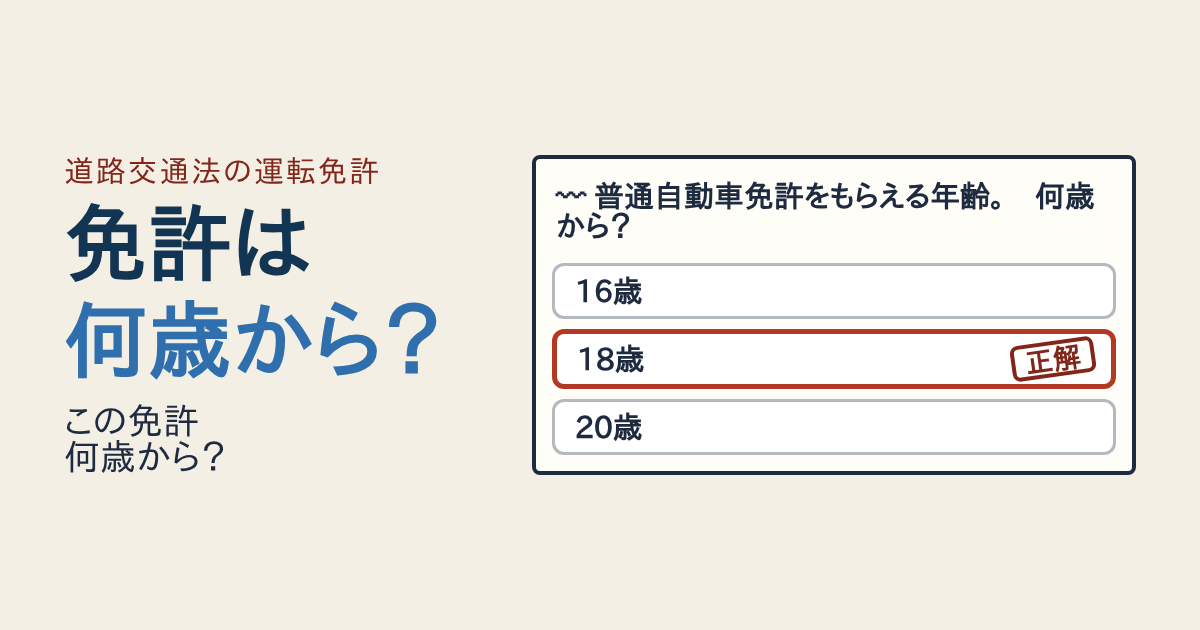 道路交通法の運転免許
免許は
何歳から？
この免許
何歳から？
〰 普通自動車免許をもらえる年齢。　何歳
から？
16歳
18歳
正解
20歳